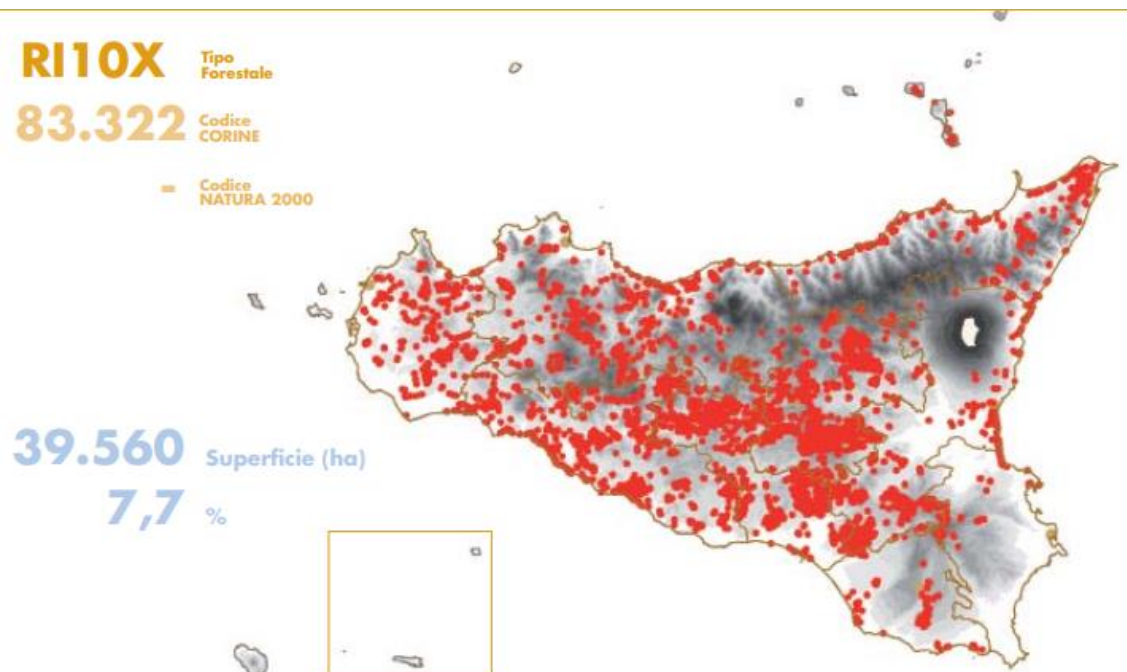 RI10X Tipo
Forestale
83.322 Codice
CORINE
- Codice
NATURA 2000
39.560 Superficie (ha)
7,7 %